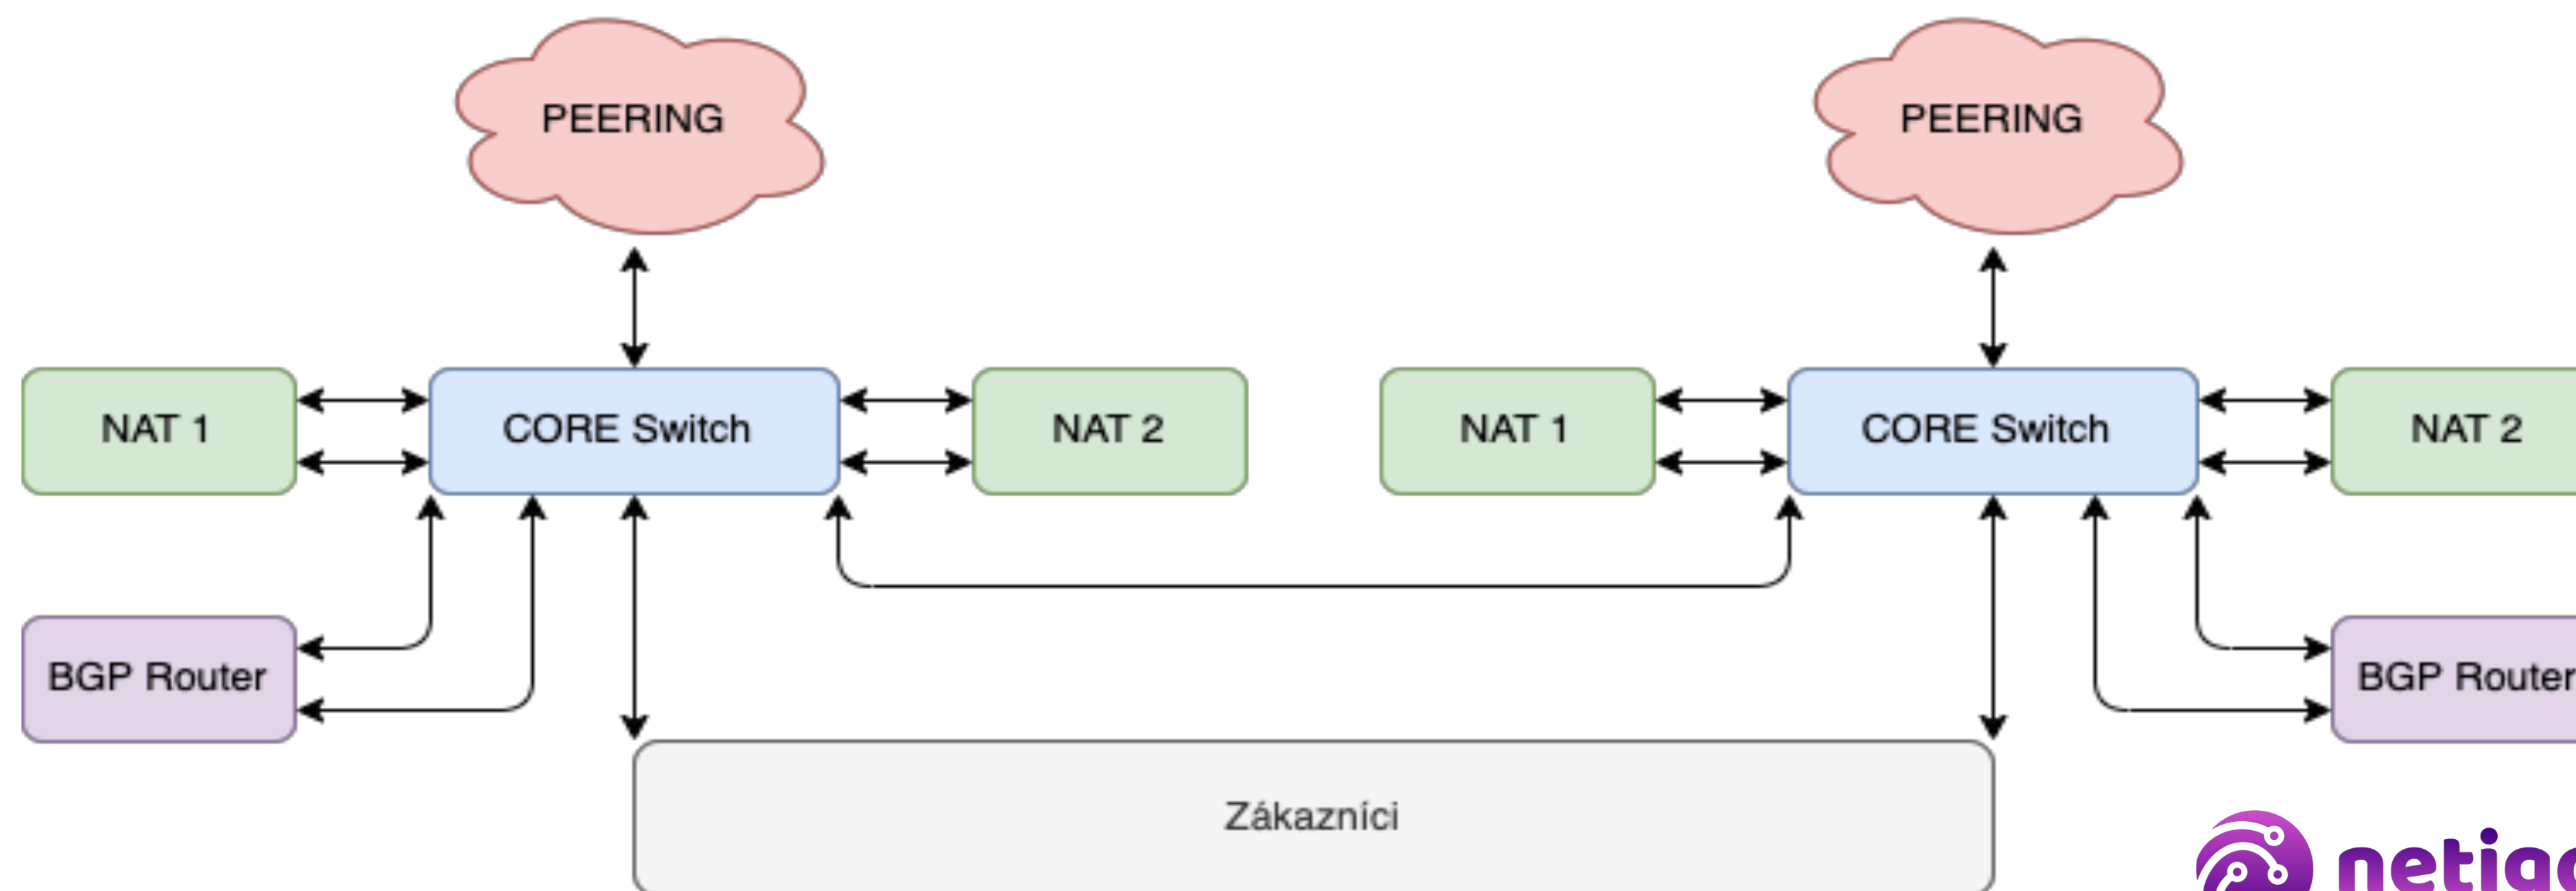 PEERING
PEERING
NAT 1
CORE Switch
NAT 2
NAT 1
CORE Switch
NAT 2
BGP Router
BGP Router
Zákazníci